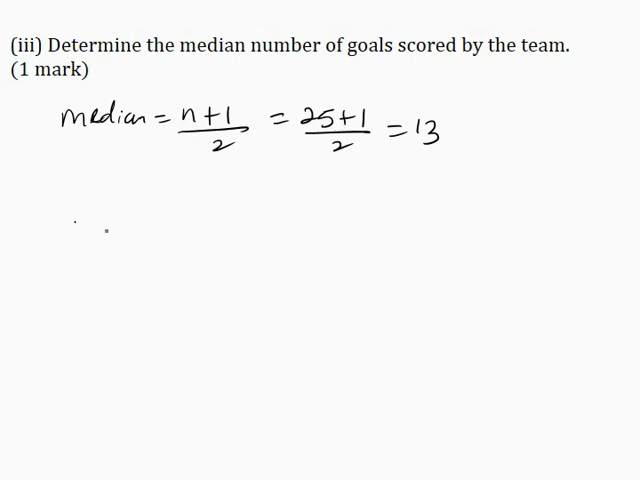 (iii) Determine the median number of goals scored by the team.
(1 mark)
median = n+1/2 = 25+1/2 = 13